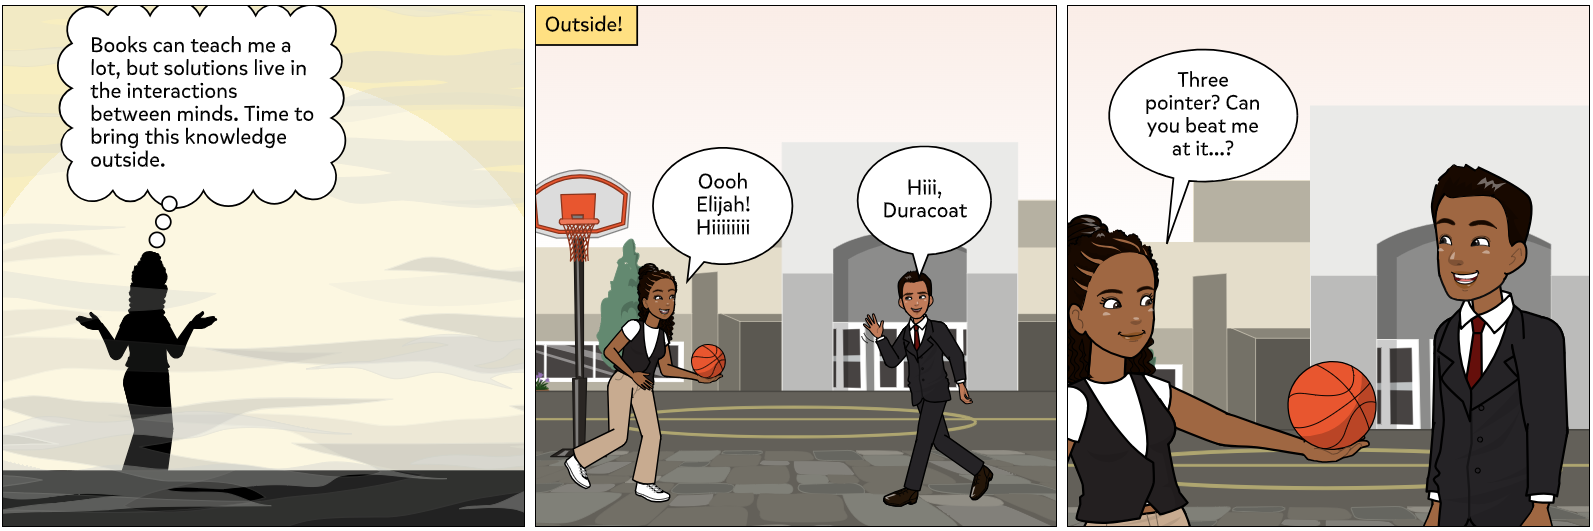 Books can teach me a
lot, but solutions live in
the interactions
between minds. Time to
bring this knowledge
outside.
Outside!
Oooh
Elijah!
Hiiiiiiii
Hiii,
Duracoat
Three
pointer? Can
you beat me
at it...?